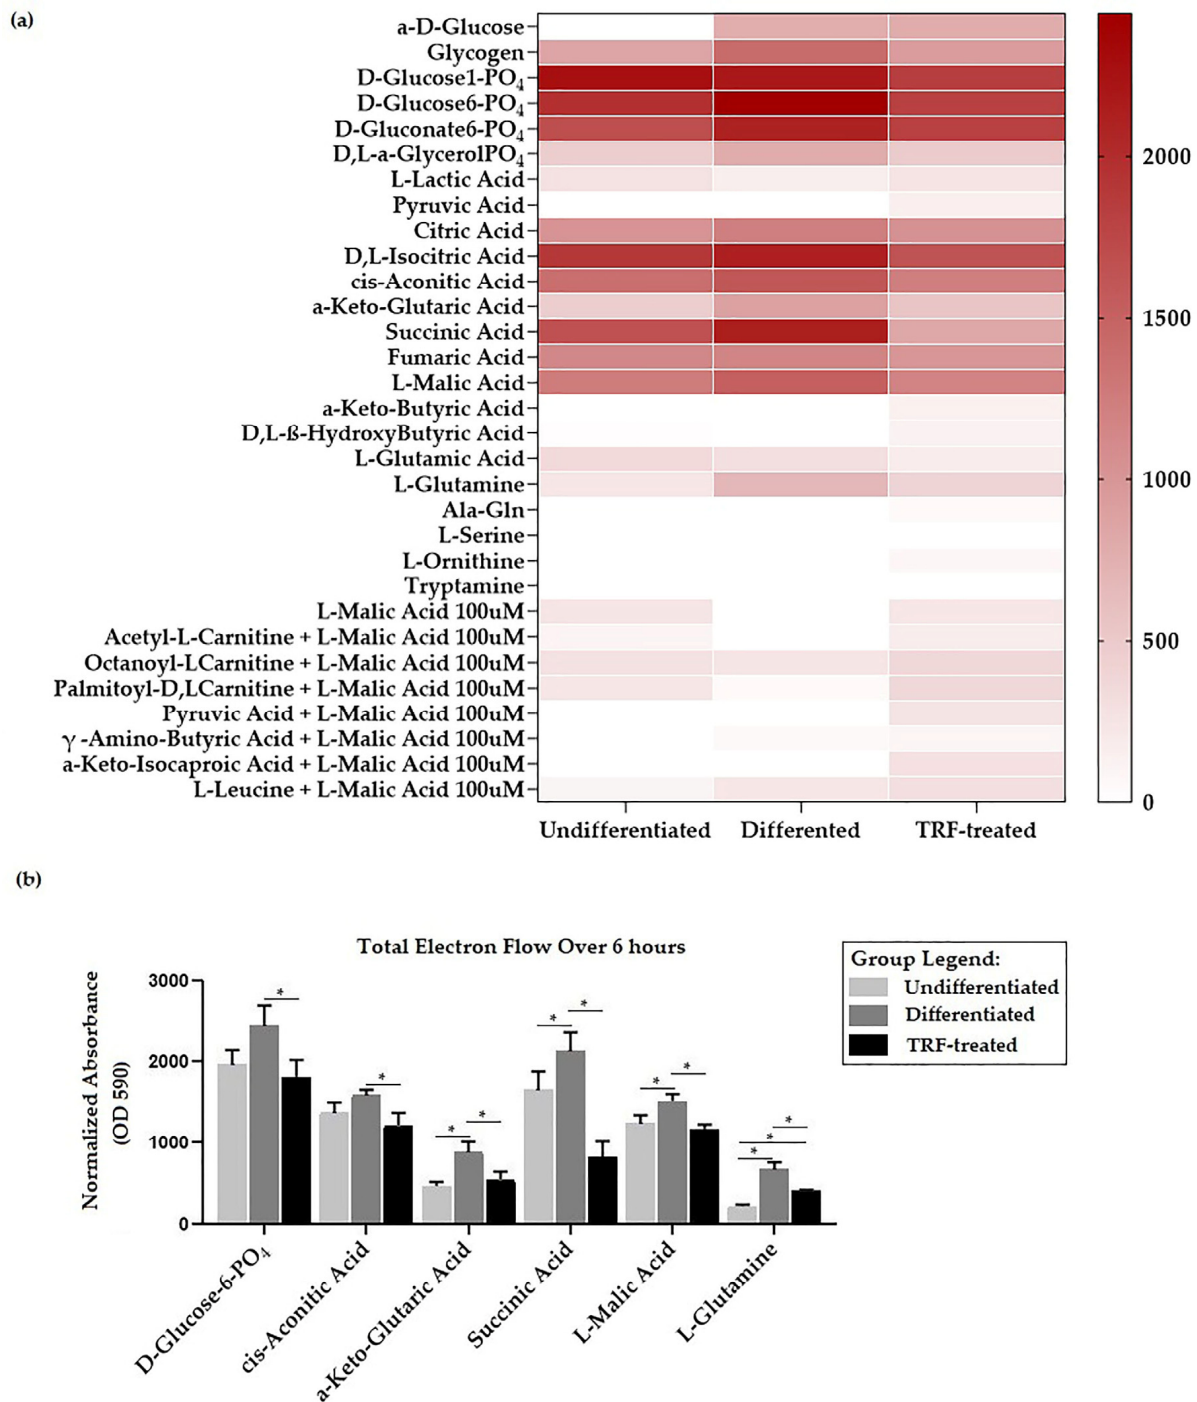 (a)
a-D-Glucose
Glycogen
D-Glucose1-PO4
D-Glucose6-PO4
D-Gluconate6-PO4
D,L-a-GlycerolPO4
L-Lactic Acid
Pyruvic Acid
Citric Acid
D,L-Isocitric Acid
cis-Aconitic Acid
a-Keto-Glutaric Acid
Succinic Acid
Fumaric Acid
L-Malic Acid
a-Keto-Butyric Acid
D,L-ß-HydroxyButyric Acid
L-Glutamic Acid
L-Glutamine
Ala-Gln
L-Serine
L-Ornithine
Tryptamine
L-Malic Acid 100uM
Acetyl-L-Carnitine + L-Malic Acid 100uM
Octanoyl-LCarnitine + L-Malic Acid 100uM
Palmitoyl-D,LCarnitine + L-Malic Acid 100uM
Pyruvic Acid + L-Malic Acid 100uM
γ -Amino-Butyric Acid + L-Malic Acid 100uM
a-Keto-Isocaproic Acid + L-Malic Acid 100uM
L-Leucine + L-Malic Acid 100uM
Undifferentiated
Differented
TRF-treated
2000
1500
1000
500
0
(b)
Total Electron Flow Over 6 hours
Normalized Absorbance
(OD 590)
3000
2000
1000
0
*
*
*
*
*
*
*
*
*
*
*
D-Glucose-6-PO4
cis-Aconitic Acid
a-Keto-Glutaric Acid
Succinic Acid
L-Malic Acid
L-Glutamine
Group Legend:
Undifferentiated
Differentiated
TRF-treated